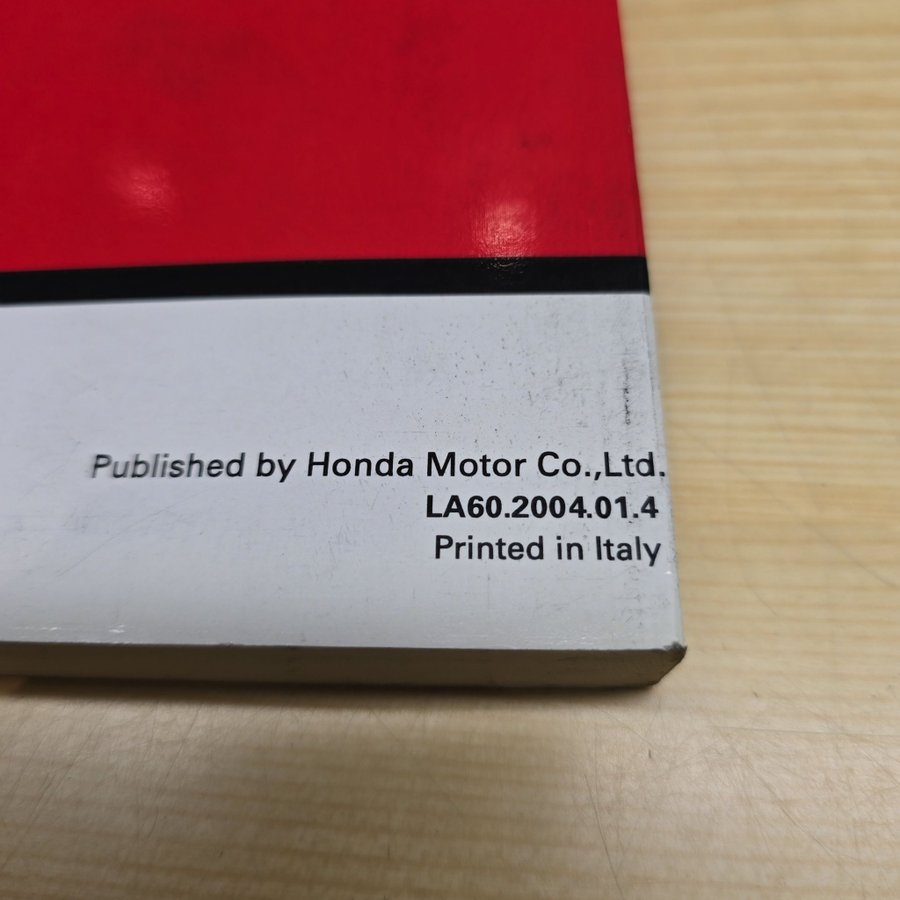 Published by Honda Motor Co.,Ltd.
LA60.2004.01.4
Printed in Italy